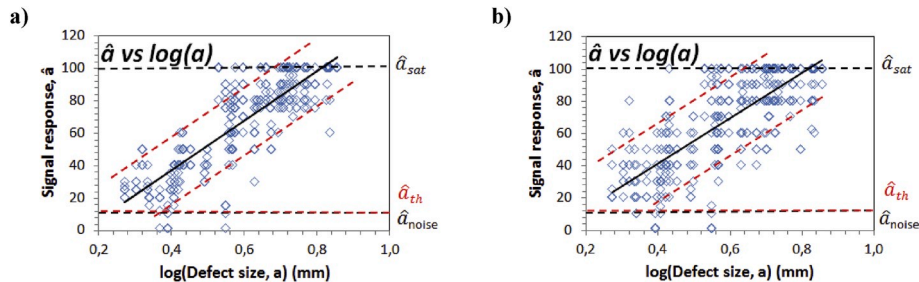 a)
120
100
80
60
40
20
0
Signal response, â
â vs log(a)
â_sat
â_th
â_noise
0,2
0,4
0,6
0,8
1,0
log(Defect size, a) (mm)
b)
120
100
80
60
40
20
0
Signal response, â
â vs log(a)
â_sat
â_th
â_noise
0,2
0,4
0,6
0,8
1,0
log(Defect size, a) (mm)